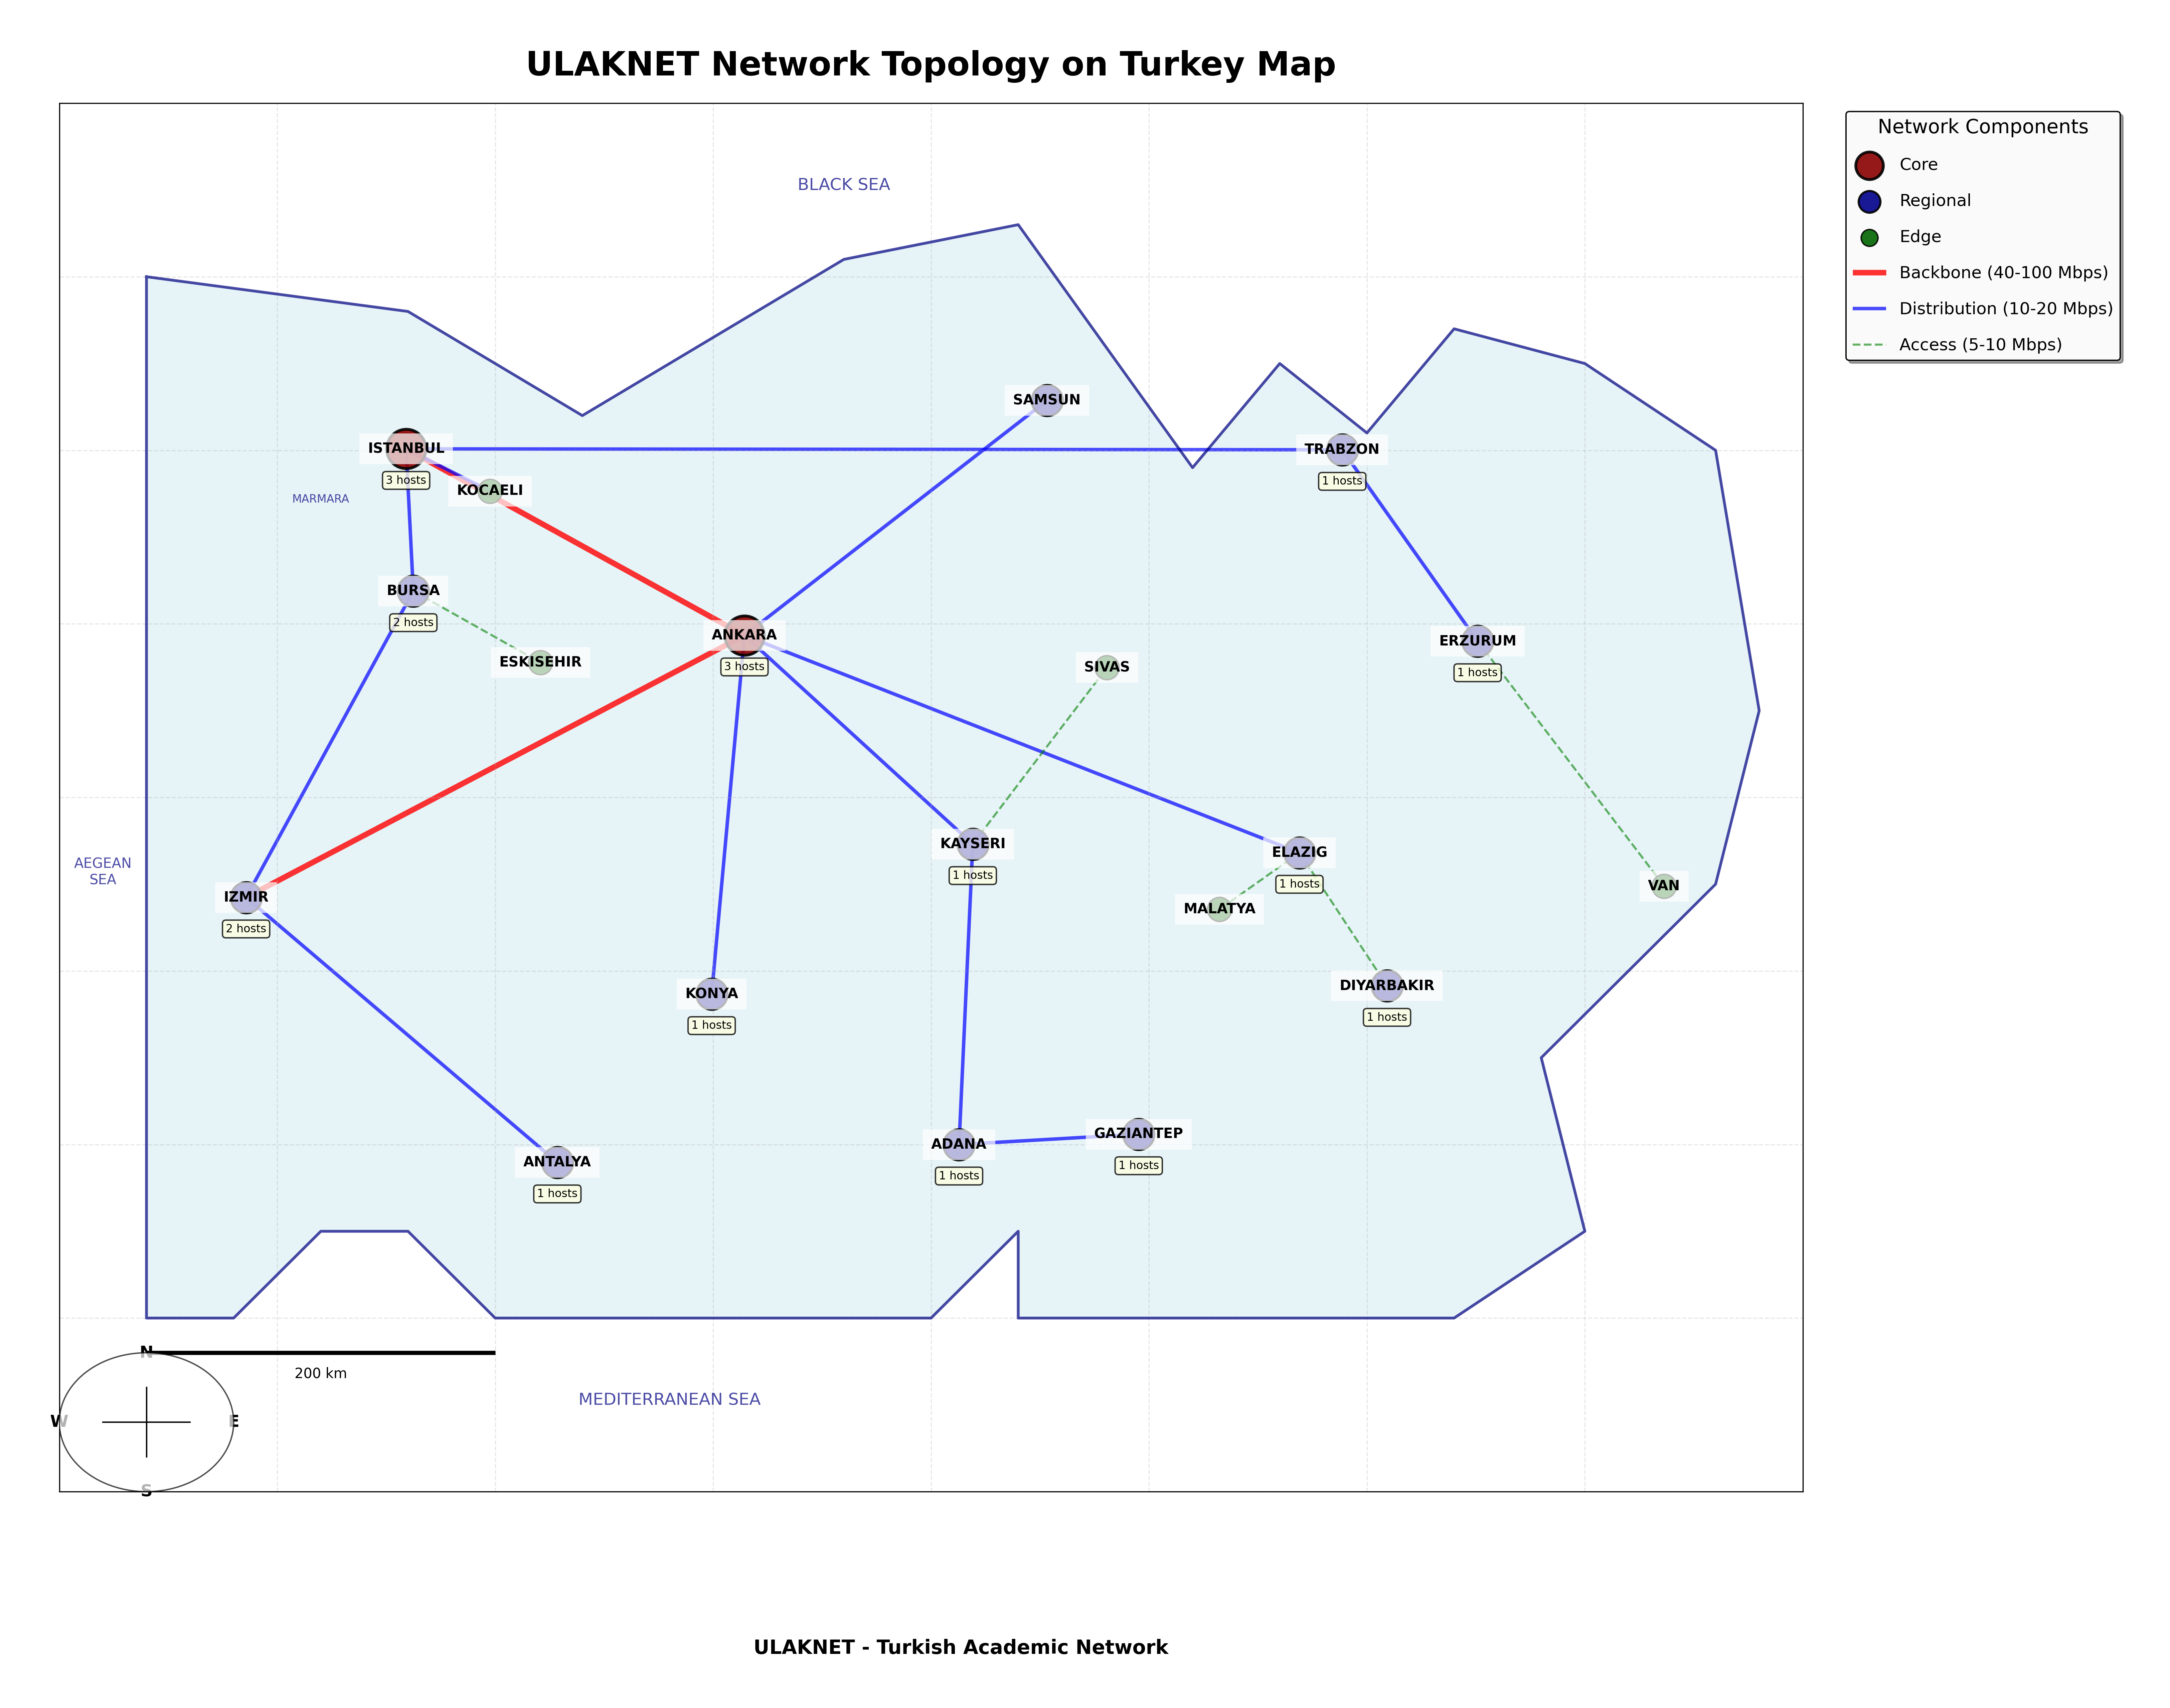 ULAKNET Network Topology on Turkey Map
Network Components
Core
Regional
Edge
Backbone (40-100 Mbps)
Distribution (10-20 Mbps)
Access (5-10 Mbps)
BLACK SEA
SAMSUN
ISTANBUL
3 hosts
TRABZON
1 hosts
KOCAELI
MARMARA
BURSA
2 hosts
ANKARA
3 hosts
ERZURUM
1 hosts
ESKISEHIR
SIVAS
KAYSERI
1 hosts
ELAZIG
1 hosts
AEGEAN
SEA
VAN
IZMIR
2 hosts
MALATYA
DIYARBAKIR
1 hosts
KONYA
1 hosts
GAZIANTEP
1 hosts
ADANA
1 hosts
ANTALYA
1 hosts
N
200 km
MEDITERRANEAN SEA
W
E
S
ULAKNET - Turkish Academic Network